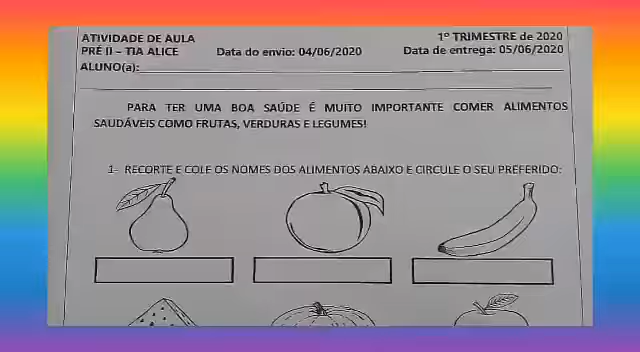 ATIVIDADE DE AULA 1º TRIMESTRE de 2020
PRÉ II – TIA ALICE Data do envio: 04/06/2020 Data de entrega: 05/06/2020
ALUNO(a):
PARA TER UMA BOA SAÚDE É MUITO IMPORTANTE COMER ALIMENTOS
SAUDÁVEIS COMO FRUTAS, VERDURAS E LEGUMES!
1- RECORTE E COLE OS NOMES DOS ALIMENTOS ABAIXO E CIRCULE O SEU PREFERIDO: